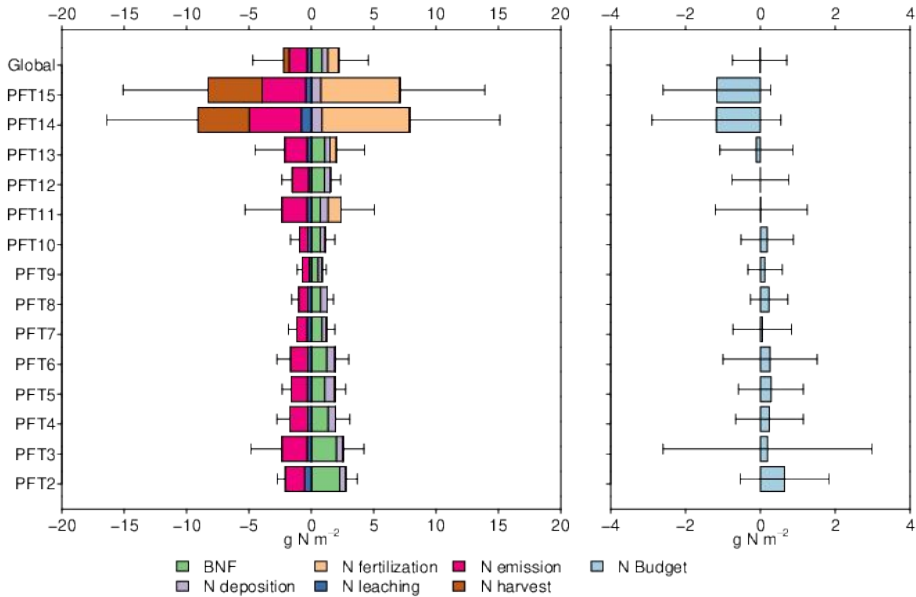 −20 −15 −10 −5 0 5 10 15 20
−4 −2 0 2 4
Global
PFT15
PFT14
PFT13
PFT12
PFT11
PFT10
PFT9
PFT8
PFT7
PFT6
PFT5
PFT4
PFT3
PFT2
−20 −15 −10 −5 0 5 10 15 20
−4 −2 0 2 4
g N m⁻²
g N m⁻²
BNF N fertilization N emission N Budget
N deposition N leaching N harvest